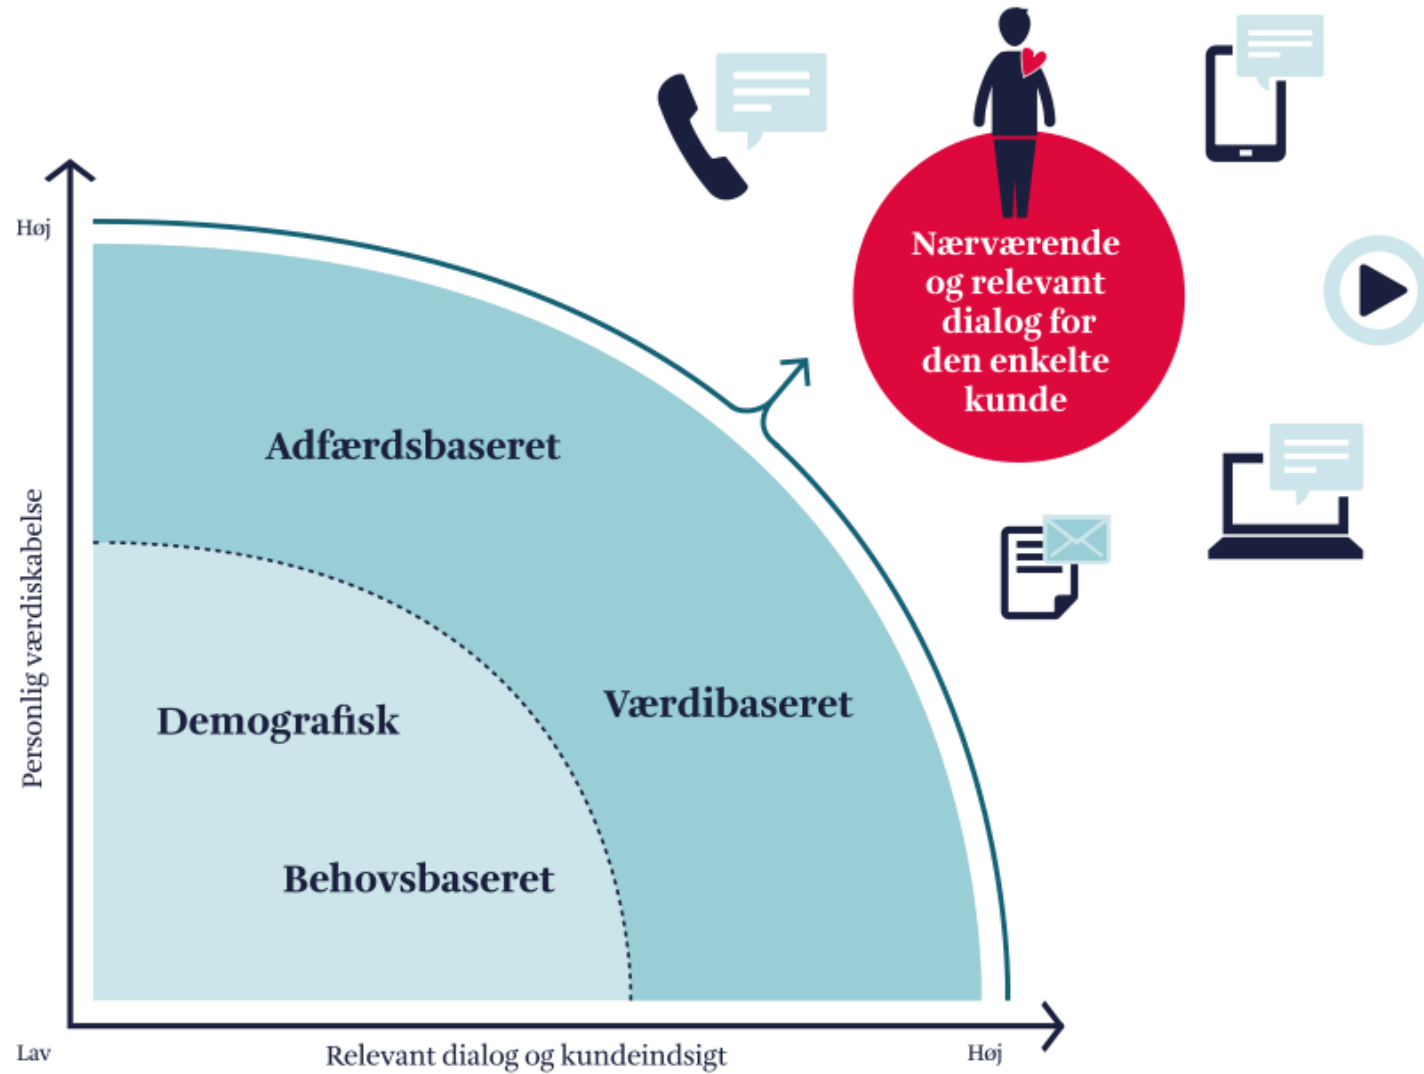 Nærværende
og relevant
dialog for
den enkelte
kunde
Høj
Personlig værdiskabelse
Adfærdsbaseret
Værdibaseret
Demografisk
Behovsbaseret
Lav
Relevant dialog og kundeindsigt
Høj